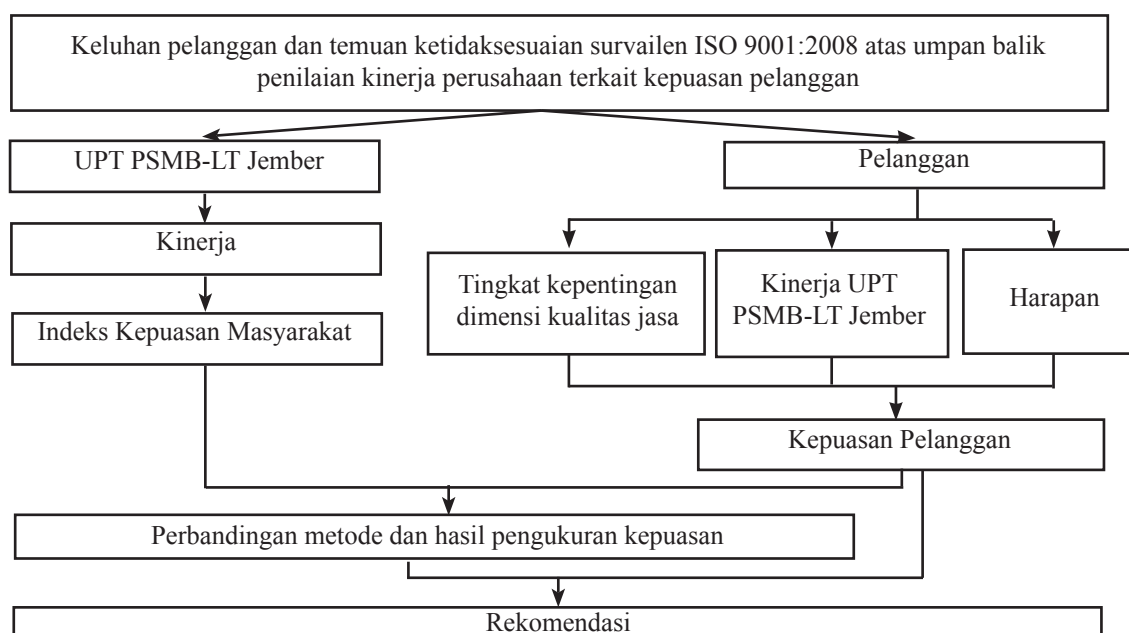 Keluhan pelanggan dan temuan ketidaksesuaian survailen ISO 9001:2008 atas umpan balik
penilaian kinerja perusahaan terkait kepuasan pelanggan
UPT PSMB-LT Jember
Pelanggan
Kinerja
Tingkat kepentingan
dimensi kualitas jasa
Kinerja UPT
PSMB-LT Jember
Harapan
Indeks Kepuasan Masyarakat
Kepuasan Pelanggan
Perbandingan metode dan hasil pengukuran kepuasan
Rekomendasi